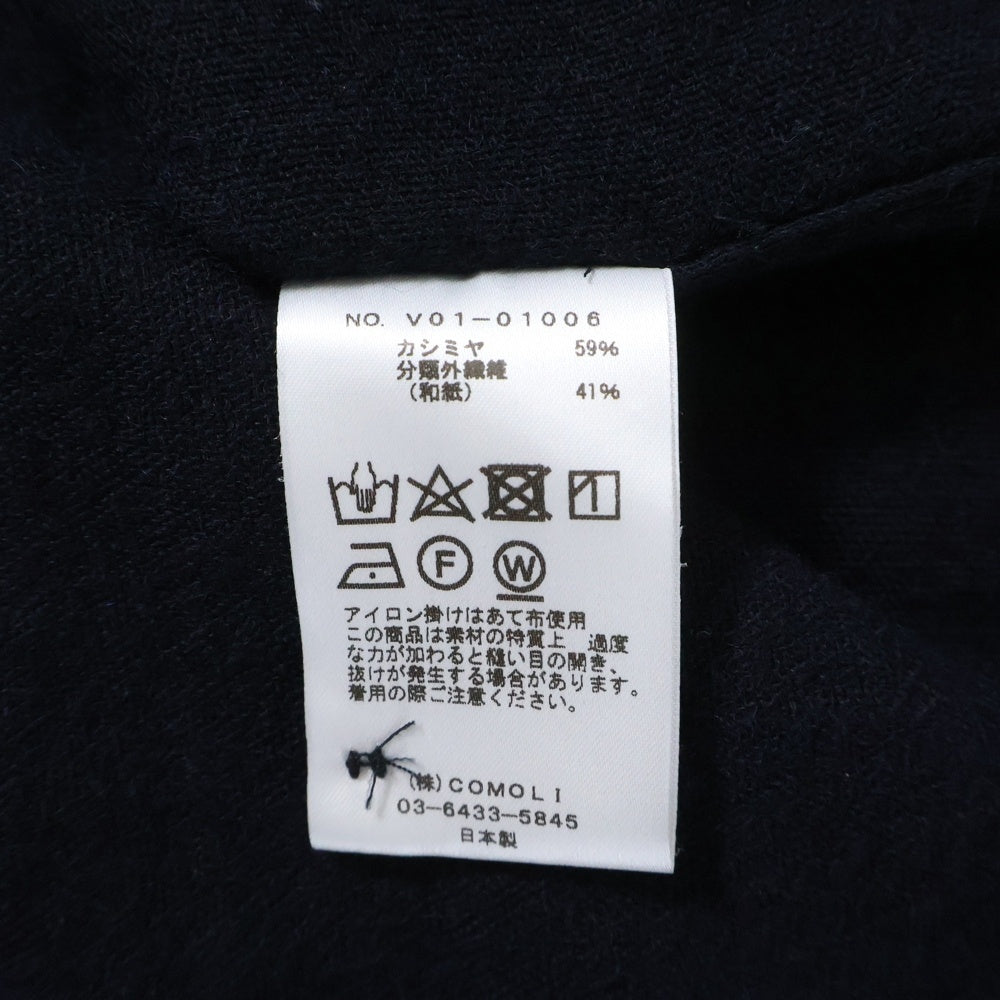 NO. V01-01006
カシミヤ 59%
分類外繊維
(和紙) 41%
F W
アイロン掛けはあて布使用
この商品は素材の特質上 過度
な力が加わると縫い目の開き、
抜けが発生する場合があります。
着用の際ご注意ください。
(株)COMOLI
03-6433-5845
日本製